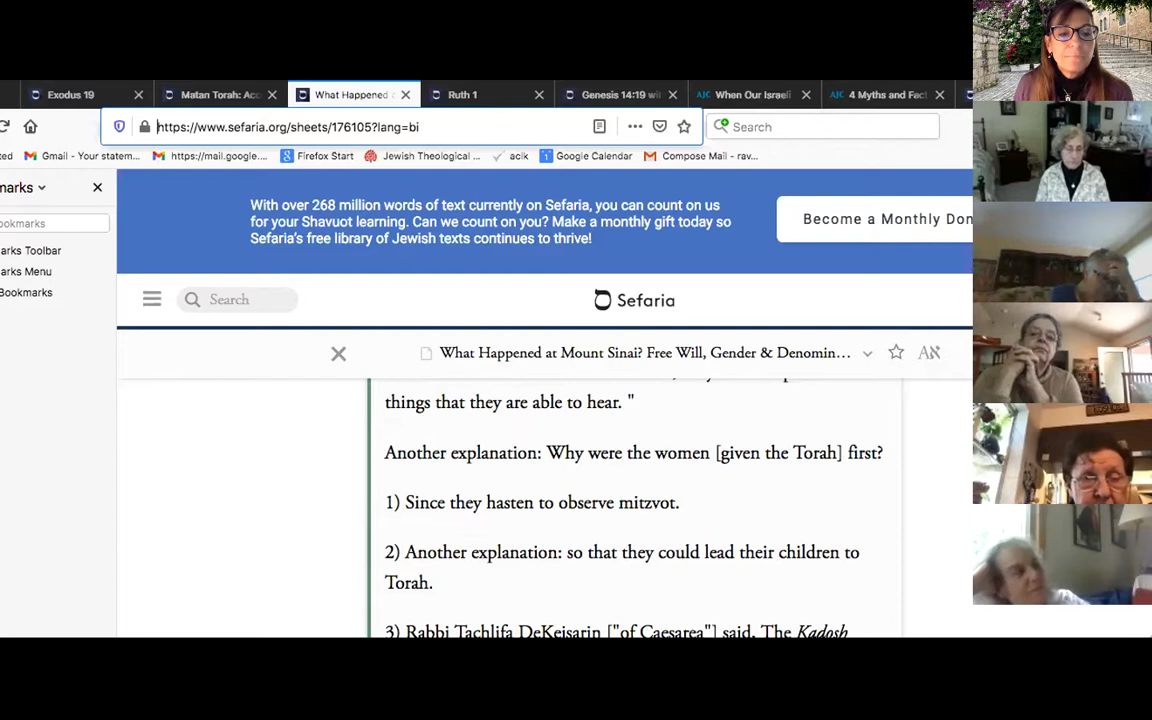 Exodus 19
Matan Torah: Acc
What Happened
Ruth 1
Genesis 14:19 wi
When Our Israeli
4 Myths and Fact
https://www.sefaria.org/sheets/176105?lang=bi
Search
ted
Gmail - Your statem...
https://mail.google....
Firefox Start
Jewish Theological ...
acik
Google Calendar
Compose Mail - rav...
marks
ookmarks
arks Toolbar
arks Menu
Bookmarks
With over 268 million words of text currently on Sefaria, you can count on us
for your Shavuot learning. Can we count on you? Make a monthly gift today so
Sefaria's free library of Jewish texts continues to thrive!
Become a Monthly Don
Search
Sefaria
What Happened at Mount Sinai? Free Will, Gender & Denomin...
things that they are able to hear. "
Another explanation: Why were the women [given the Torah] first?
1) Since they hasten to observe mitzvot.
2) Another explanation: so that they could lead their children to
Torah.
3) Rabbi Tachlifa DeKeisarin ["of Caesarea"] said, The Kadosh